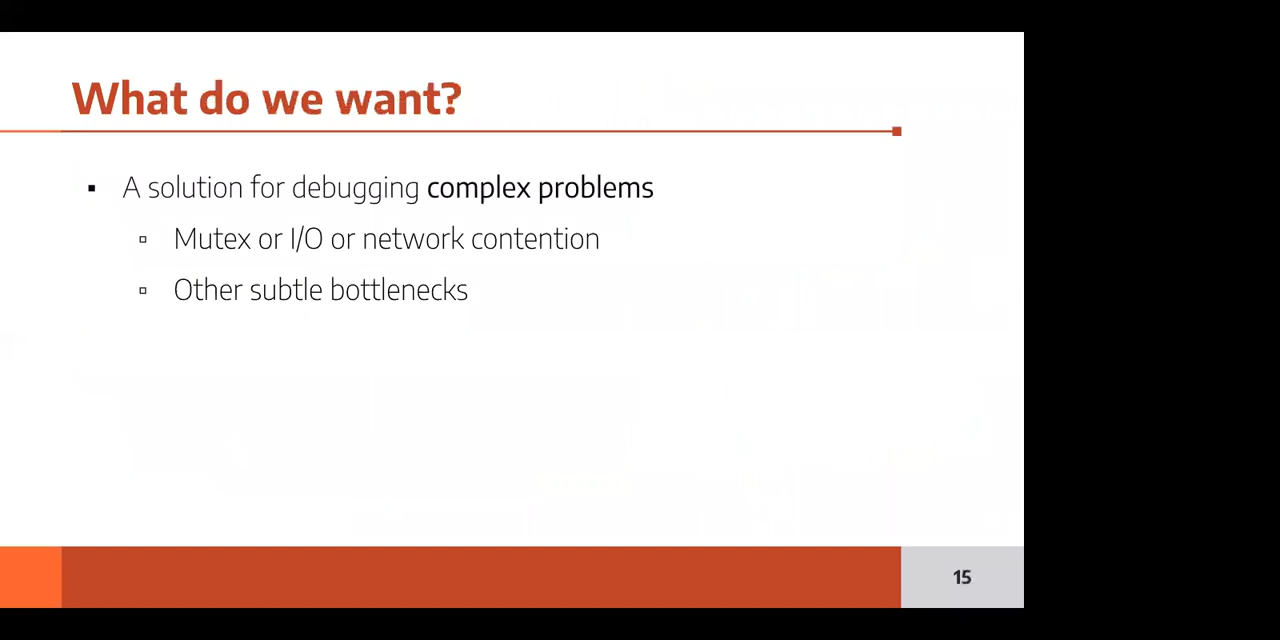 What do we want?
A solution for debugging complex problems
Mutex or I/O or network contention
Other subtle bottlenecks
15